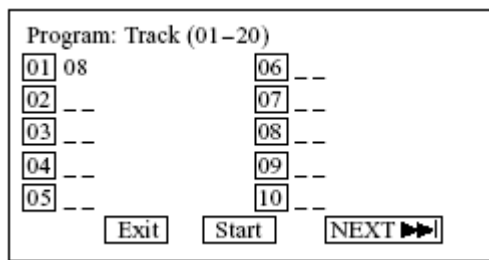 Program: Track (01–20)
01 08 06 _ _
02 _ _ 07 _ _
03 _ _ 08 _ _
04 _ _ 09 _ _
05 _ _ 10 _ _
Exit Start NEXT